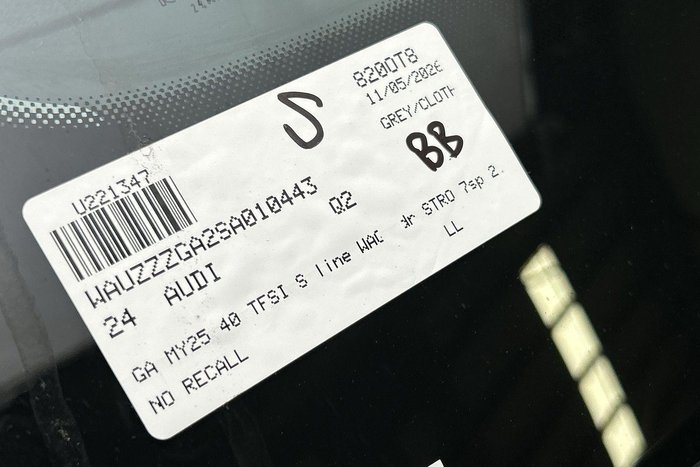 S
8200T8
11/05/2026
GREY/CLOTH
BB
U221347
WAUZZZGA2SA010443
24 AUDI Q2
GA MY25 40 TFSI S line WAG 4dr STRO 7sp 2.
NO RECALL LL